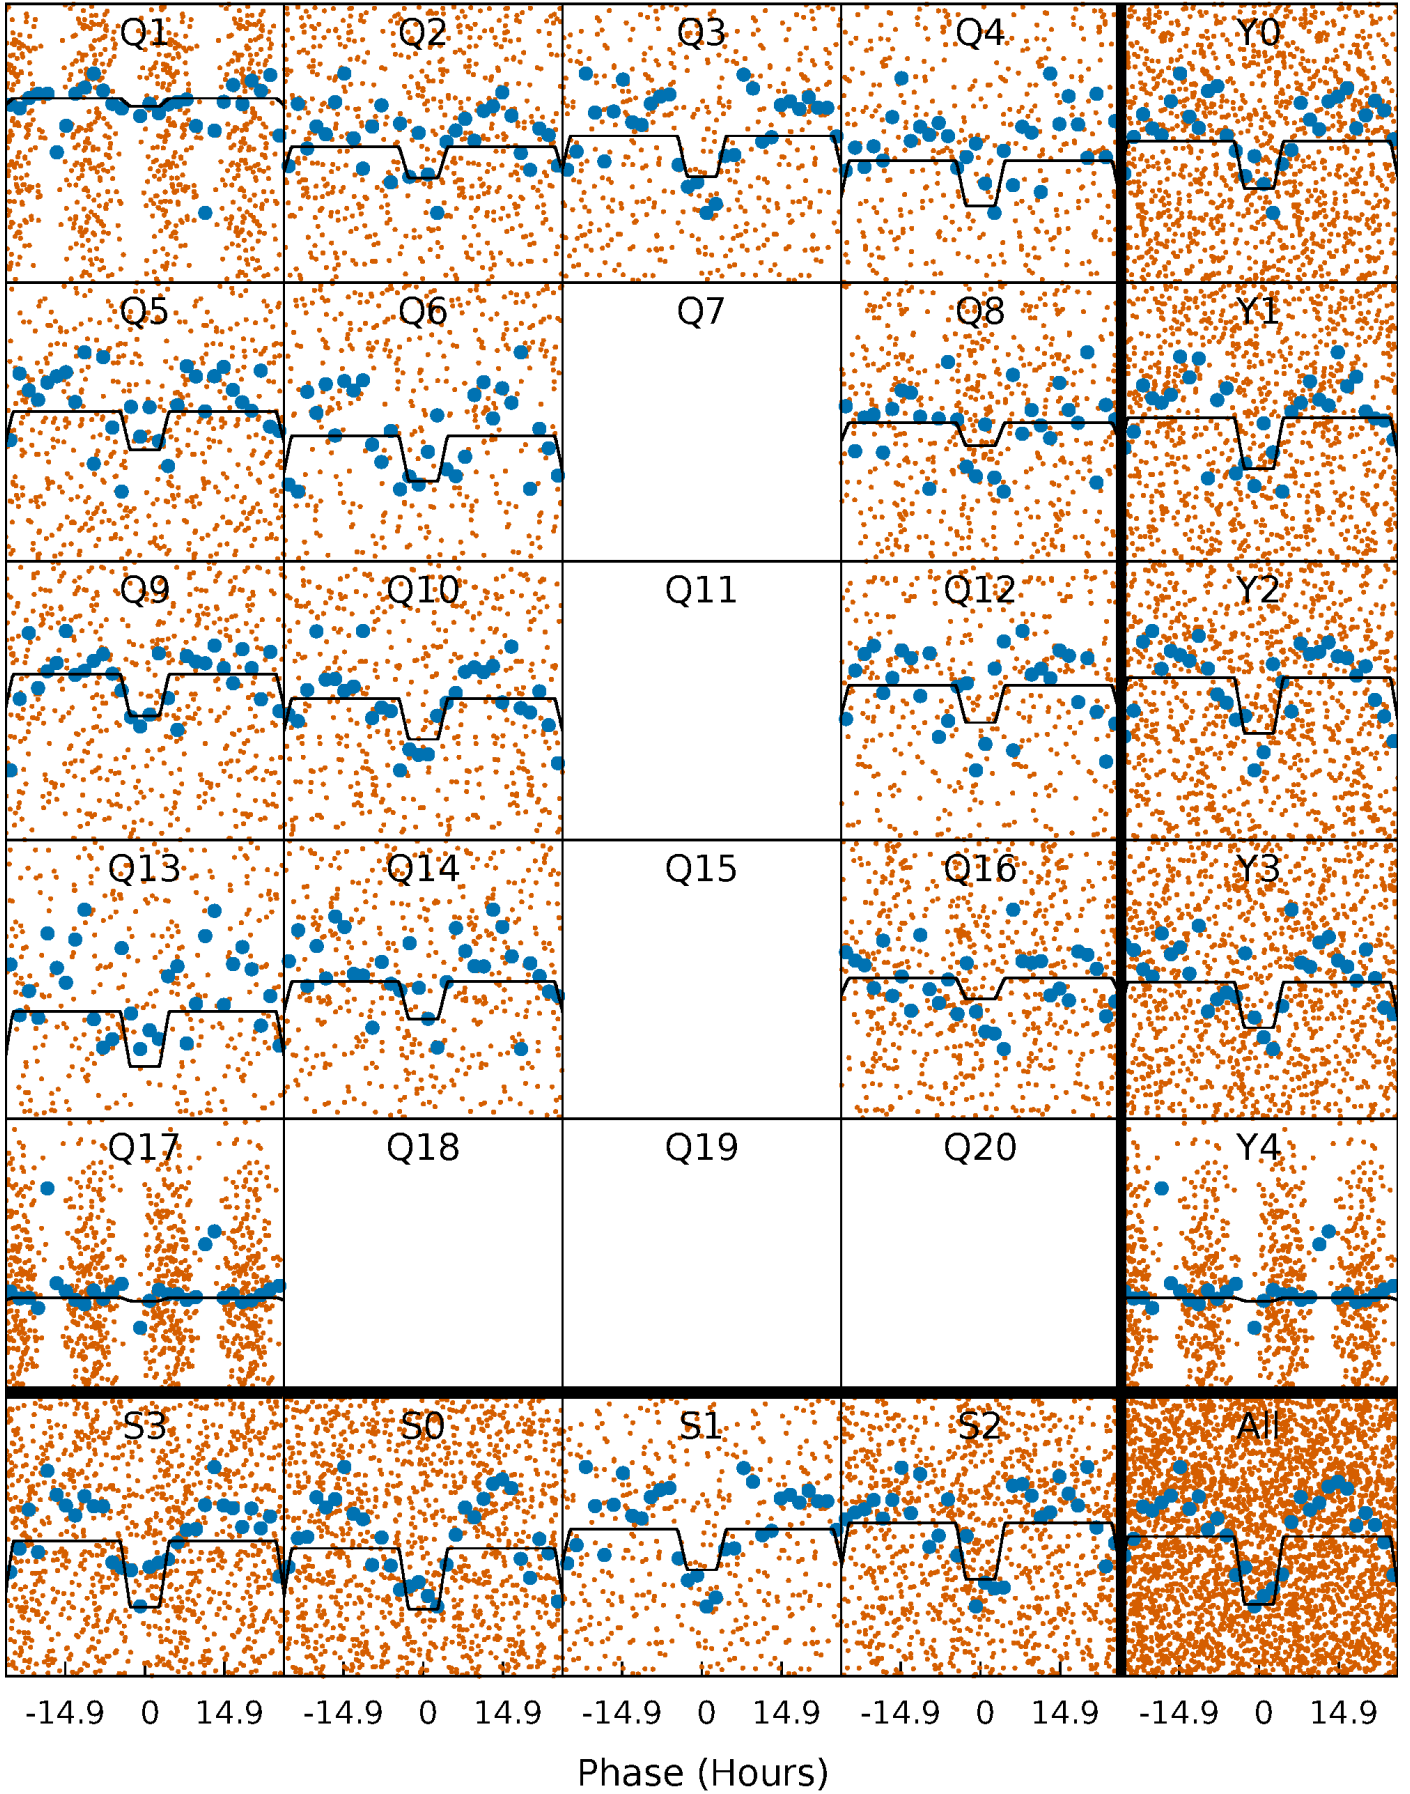 Q1 Q2 Q3 Q4 Y0
Q5 Q6 Q7 Q8 Y1
Q9 Q10 Q11 Q12 Y2
Q13 Q14 Q15 Q16 Y3
Q17 Q18 Q19 Q20 Y4
S3 S0 S1 S2 All
-14.9 0 14.9 -14.9 0 14.9 -14.9 0 14.9 -14.9 0 14.9 -14.9 0 14.9
Phase (Hours)